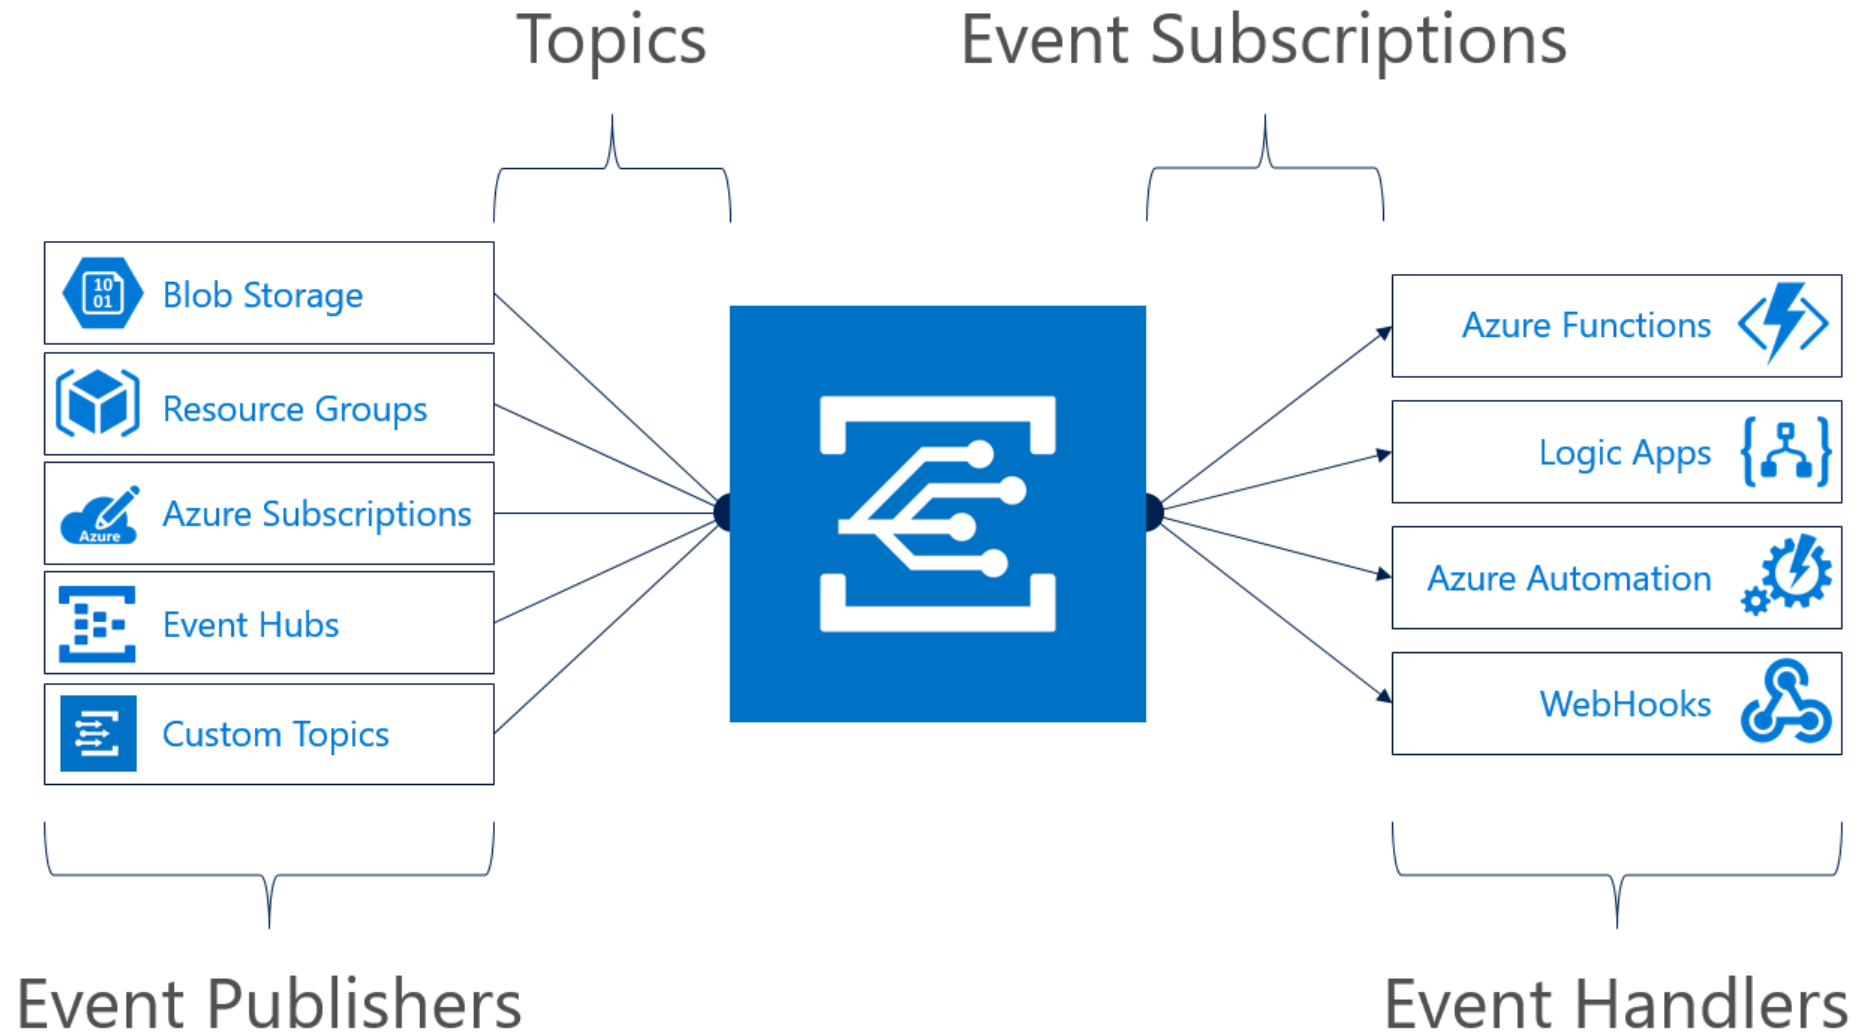 Topics
Event Subscriptions
10
01
Blob Storage
Resource Groups
Azure
Azure Subscriptions
Event Hubs
Custom Topics
Azure Functions
Logic Apps
Azure Automation
WebHooks
Event Publishers
Event Handlers